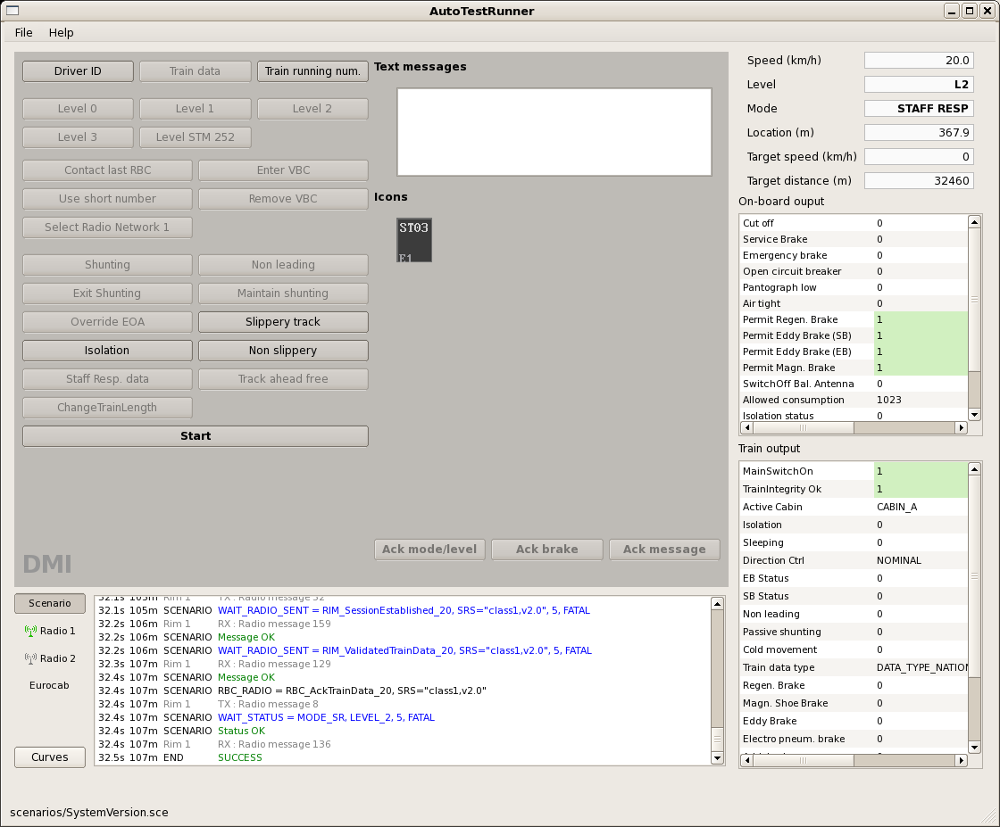 AutoTestRunner
File Help
Driver ID Train data Train running num.
Level 0 Level 1 Level 2
Level 3 Level STM 252
Contact last RBC Enter VBC
Use short number Remove VBC
Select Radio Network 1
Shunting Non leading
Exit Shunting Maintain shunting
Override EOA Slippery track
Isolation Non slippery
Staff Resp. data Track ahead free
ChangeTrainLength
Start
DMI
Text messages
Icons
ST03
Ack mode/level Ack brake Ack message
Speed (km/h) 20.0
Level L2
Mode STAFF RESP
Location (m) 367.9
Target speed (km/h) 0
Target distance (m) 32460
On-board ouput
Cut off 0
Service Brake 0
Emergency brake 0
Open circuit breaker 0
Pantograph low 0
Air tight 0
Permit Regen. Brake 1
Permit Eddy Brake (SB) 1
Permit Eddy Brake (EB) 1
Permit Magn. Brake 1
SwitchOff Bal. Antenna 0
Allowed consumption 1023
Isolation status 0
Train output
MainSwitchOn 1
TrainIntegrity Ok 1
Active Cabin CABIN_A
Isolation 0
Sleeping 0
Direction Ctrl NOMINAL
EB Status 0
SB Status 0
Non leading 0
Passive shunting 0
Cold movement 0
Train data type DATA_TYPE_NATION
Regen. Brake 0
Magn. Shoe Brake 0
Eddy Brake 0
Electro pneum. brake 0
Scenario
Radio 1
Radio 2
Eurocab
Curves
32.1s 105m Rim 1 TX : Radio message 32
32.1s 105m SCENARIO WAIT_RADIO_SENT = RIM_SessionEstablished_20, SRS="class1,v2.0", 5, FATAL
32.2s 106m Rim 1 RX : Radio message 159
32.2s 106m SCENARIO Message OK
32.2s 106m SCENARIO WAIT_RADIO_SENT = RIM_ValidatedTrainData_20, SRS="class1,v2.0", 5, FATAL
32.3s 107m Rim 1 RX : Radio message 129
32.4s 107m SCENARIO Message OK
32.4s 107m SCENARIO RBC_RADIO = RBC_AckTrainData_20, SRS="class1,v2.0"
32.4s 107m Rim 1 TX : Radio message 8
32.4s 107m SCENARIO WAIT_STATUS = MODE_SR, LEVEL_2, 5, FATAL
32.4s 107m SCENARIO Status OK
32.4s 107m Rim 1 RX : Radio message 136
32.5s 107m END SUCCESS
scenarios/SystemVersion.sce